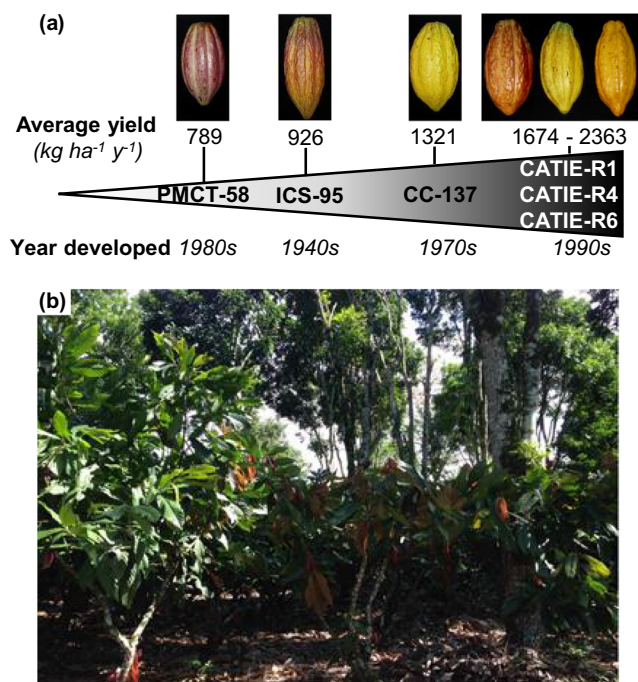 (a)
Average yield
(kg ha⁻¹ y⁻¹)
789 926 1321 1674 - 2363
PMCT-58 ICS-95 CC-137 CATIE-R1
CATIE-R4
CATIE-R6
Year developed 1980s 1940s 1970s 1990s
(b)